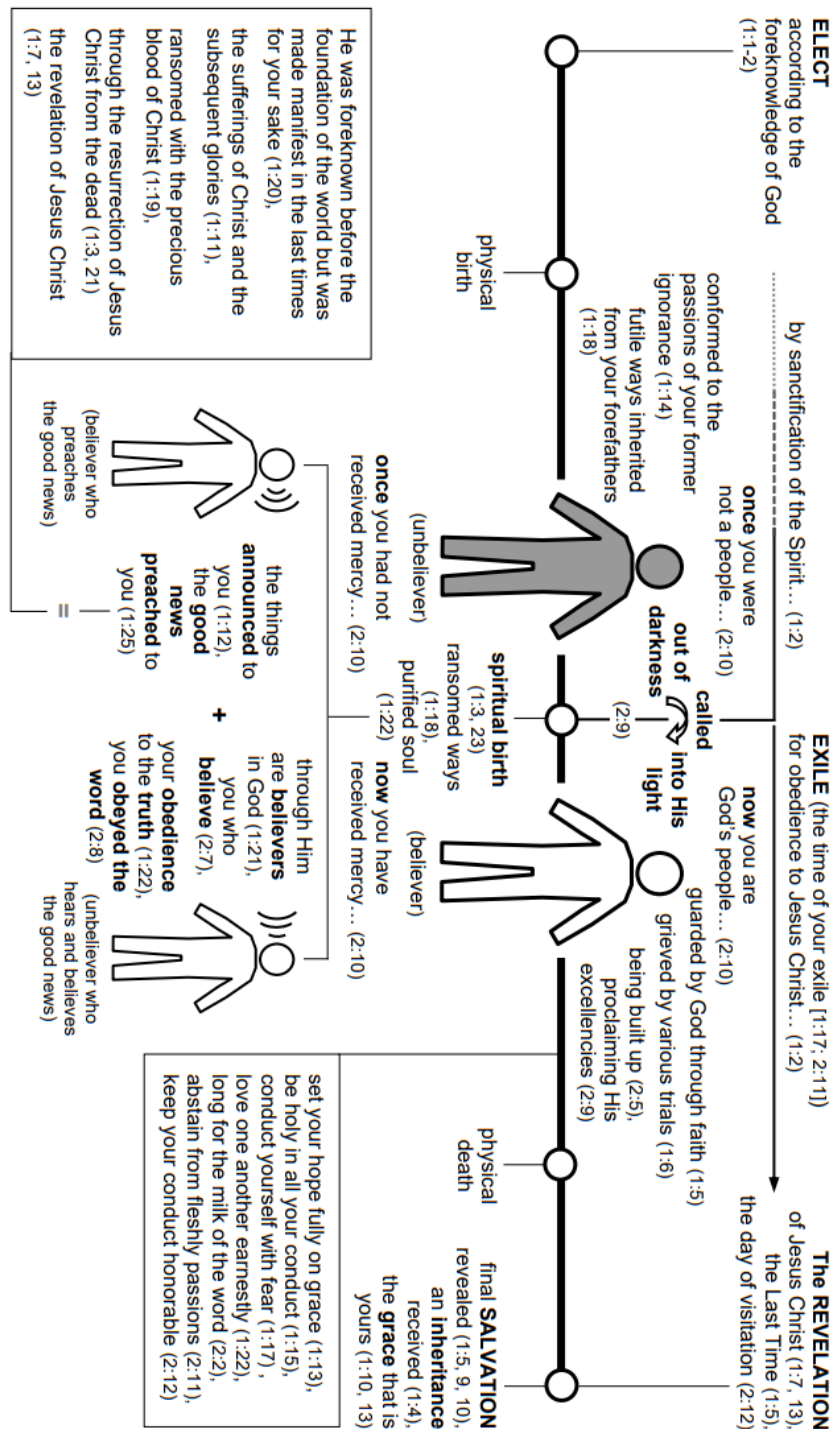 ELECT
according to the
foreknowledge of God
(1:1-2)
by sanctification of the Spirit... (1:2)
EXILE (the time of your exile [1:17; 2:11])
for obedience to Jesus Christ... (1:2)
The REVELATION
of Jesus Christ (1:7, 13),
the Last Time (1:5),
the day of visitation (2:12)
conformed to the
passions of your former
ignorance (1:14)
futile ways inherited
from your forefathers
(1:18)
once you were
not a people... (2:10)
called
out of
darkness
into His
light
(2:9)
now you are
God's people... (2:10)
guarded by God through faith (1:5)
grieved by various trials (1:6)
being built up (2:5),
proclaiming His
excellencies (2:9)
physical
birth
(unbeliever)
once you had not
received mercy... (2:10)
spiritual birth
(1:3, 23)
ransomed ways
(1:18),
purified soul
(1:22)
(believer)
now you have
received mercy... (2:10)
physical
death
final SALVATION
revealed (1:5, 9, 10),
an inheritance
received (1:4),
the grace that is
yours (1:10, 13)
He was foreknown before the
foundation of the world but was
made manifest in the last times
for your sake (1:20),
the sufferings of Christ and the
subsequent glories (1:11),
ransomed with the precious
blood of Christ (1:19),
through the resurrection of Jesus
Christ from the dead (1:3, 21)
the revelation of Jesus Christ
(1:7, 13)
(believer who
preaches
the good news)
the things
announced to
you (1:12),
the good
news
preached to
you (1:25)
=
+
through Him
are believers
in God (1:21),
you who
believe (2:7),
your obedience
to the truth (1:22),
you obeyed the
word (2:8)
(unbeliever who
hears and believes
the good news)
set your hope fully on grace (1:13),
be holy in all your conduct (1:15),
conduct yourself with fear (1:17) ,
love one another earnestly (1:22),
long for the milk of the word (2:2),
abstain from fleshly passions (2:11),
keep your conduct honorable (2:12)